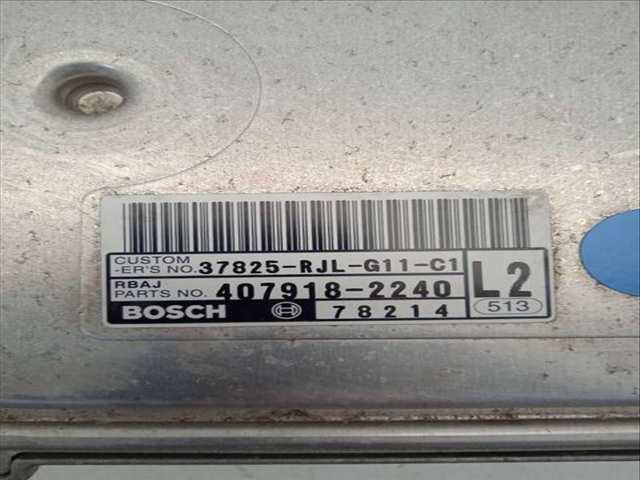 CUSTOM
-ER'S NO. 37825-RJL-G11-C1
RBAJ
PARTS NO. 407918-2240
L2
BOSCH 78214
513